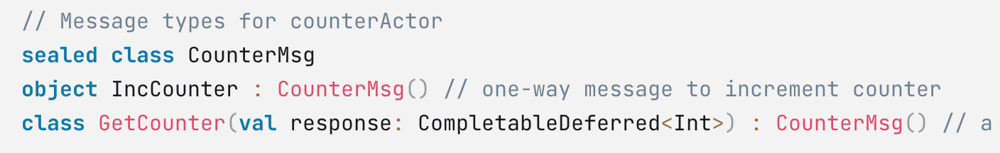 // Message types for counterActor
sealed class CounterMsg
object IncCounter : CounterMsg() // one-way message to increment counter
class GetCounter(val response: CompletableDeferred<Int>) : CounterMsg() // a